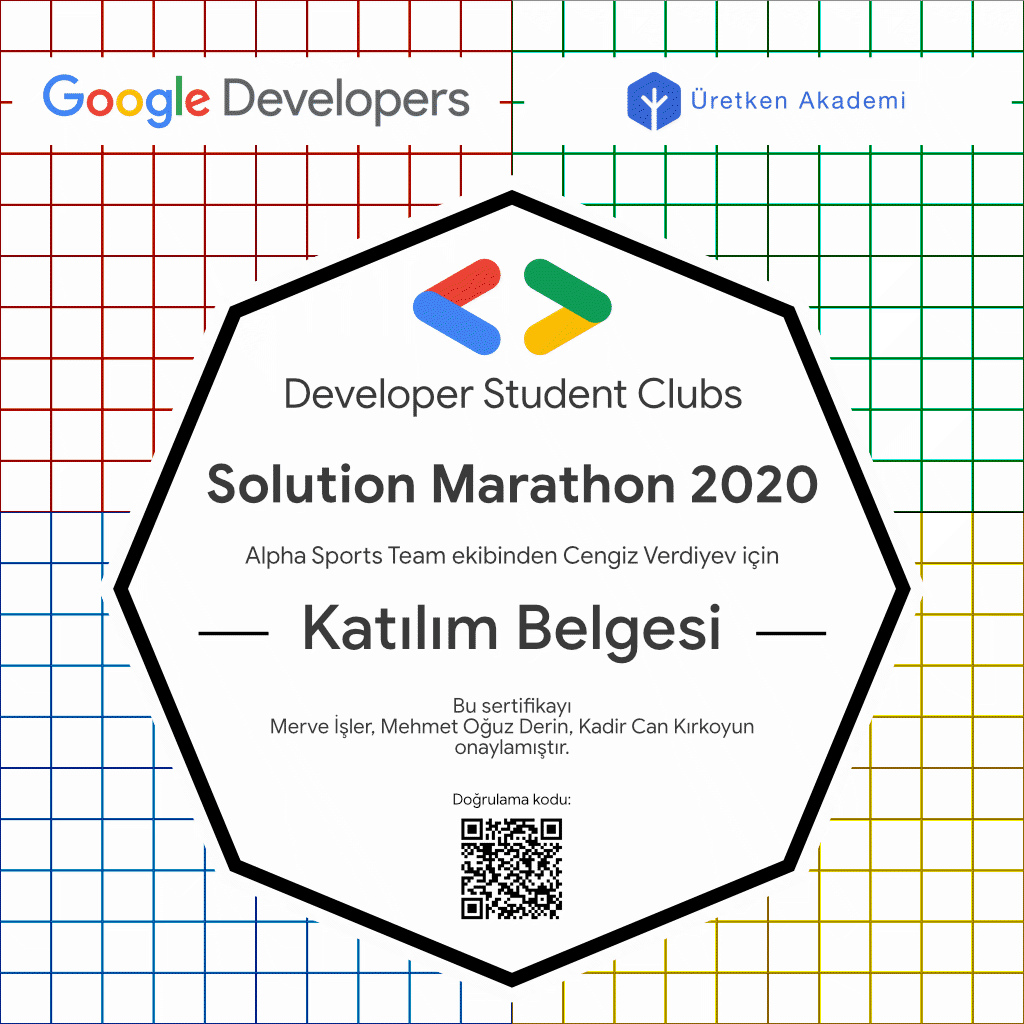 Google Developers
Üretken Akademi
Developer Student Clubs
Solution Marathon 2020
Alpha Sports Team ekibinden Cengiz Verdiyev için
Katılım Belgesi
Bu sertifikayı
Merve İşler, Mehmet Oğuz Derin, Kadir Can Kırkoyun
onaylamıştır.
Doğrulama kodu: